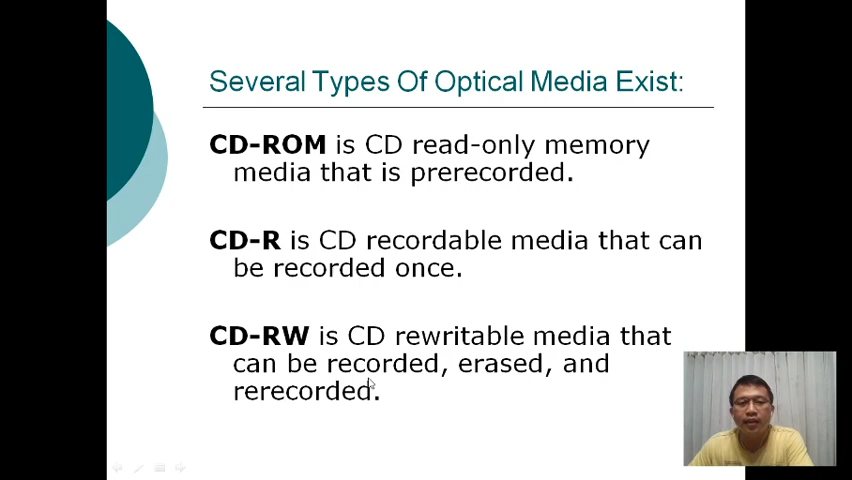 Several Types Of Optical Media Exist:
CD-ROM is CD read-only memory
media that is prerecorded.
CD-R is CD recordable media that can
be recorded once.
CD-RW is CD rewritable media that
can be recorded, erased, and
rerecorded.